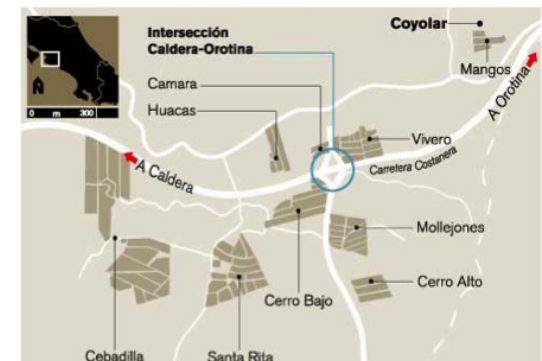 Intersección
Caldera-Orotina
Coyolar
Mangos
Camara
Huacas
A Orotina
0 m 300
Vivero
Carretera Costanera
A Caldera
Mollejones
Cerro Alto
Cerro Bajo
Cebadilla
Santa Rita